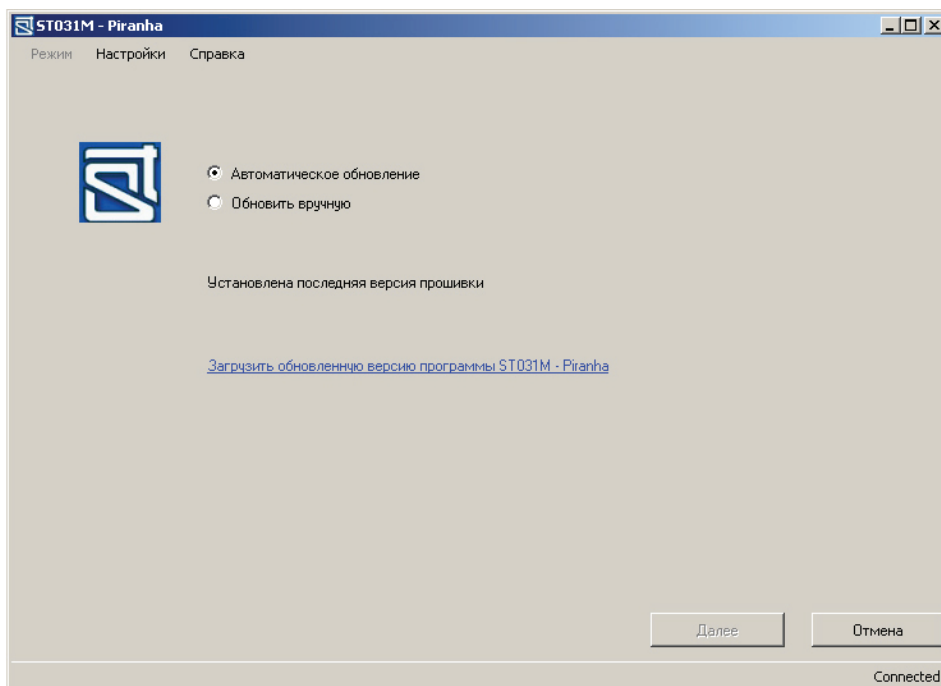 ST031M - Piranha
Режим Настройки Справка
Автоматическое обновление
Обновить вручную
Установлена последняя версия прошивки
Загрузить обновленную версию программы ST031M - Piranha
Далее Отмена
Connected